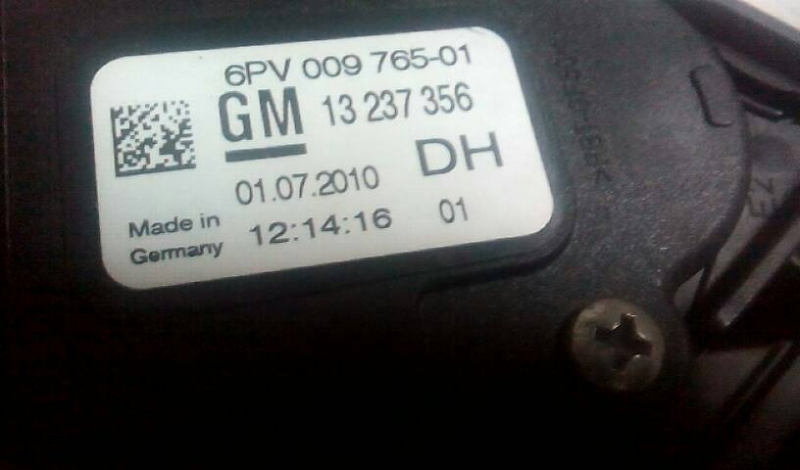 6PV 009 765-01
GM 13 237 356
DH
01.07.2010
Made in
Germany
12:14:16
01